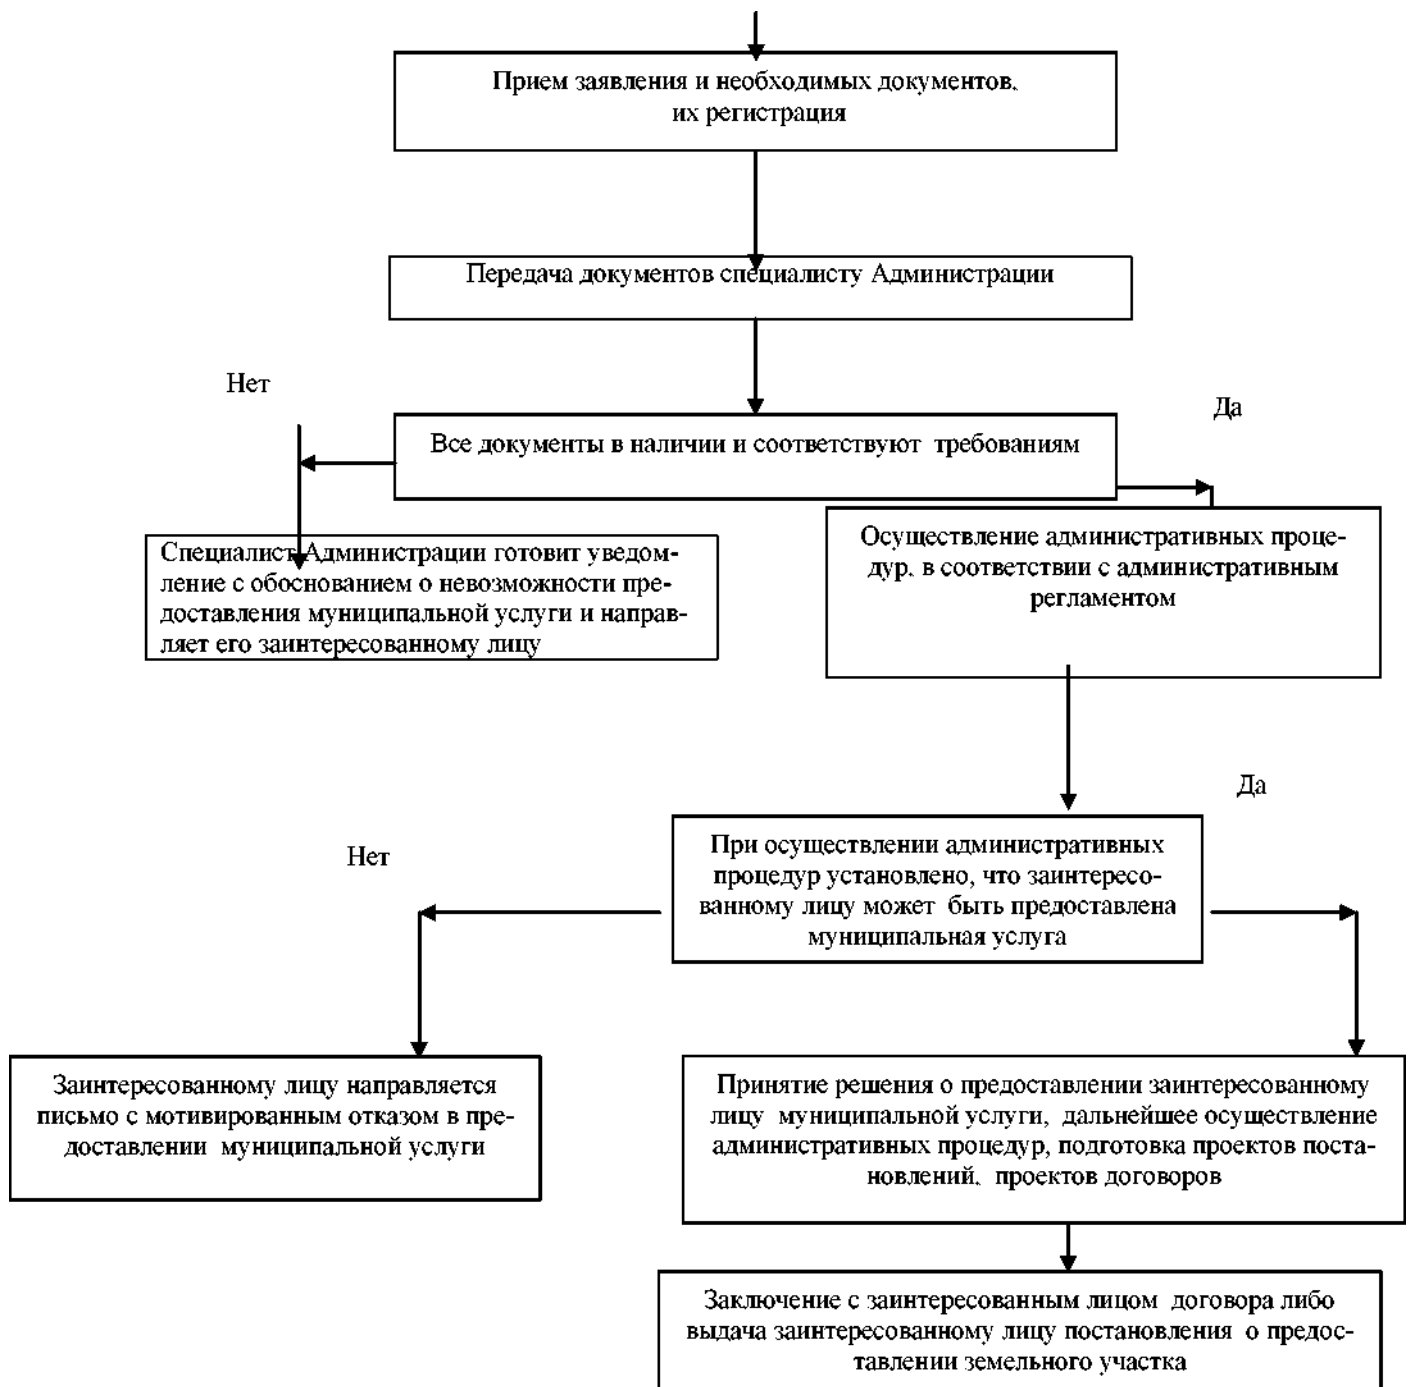 Прием заявления и необходимых документов,
их регистрация
Передача документов специалисту Администрации
Нет
Да
Все документы в наличии и соответствуют требованиям
Специалист Администрации готовит уведом-
ление с обоснованием о невозможности пре-
доставления муниципальной услуги и направ-
ляет его заинтересованному лицу
Осуществление административных проце-
дур, в соответствии с административным
регламентом
Да
Нет
При осуществлении административных
процедур установлено, что заинтересо-
ванному лицу может быть предоставлена
муниципальная услуга
Заинтересованному лицу направляется
письмо с мотивированным отказом в пре-
доставлении муниципальной услуги
Принятие решения о предоставлении заинтересованному
лицу муниципальной услуги, дальнейшее осуществление
административных процедур, подготовка проектов поста-
новлений, проектов договоров
Заключение с заинтересованным лицом договора либо
выдача заинтересованному лицу постановления о предос-
тавлении земельного участка